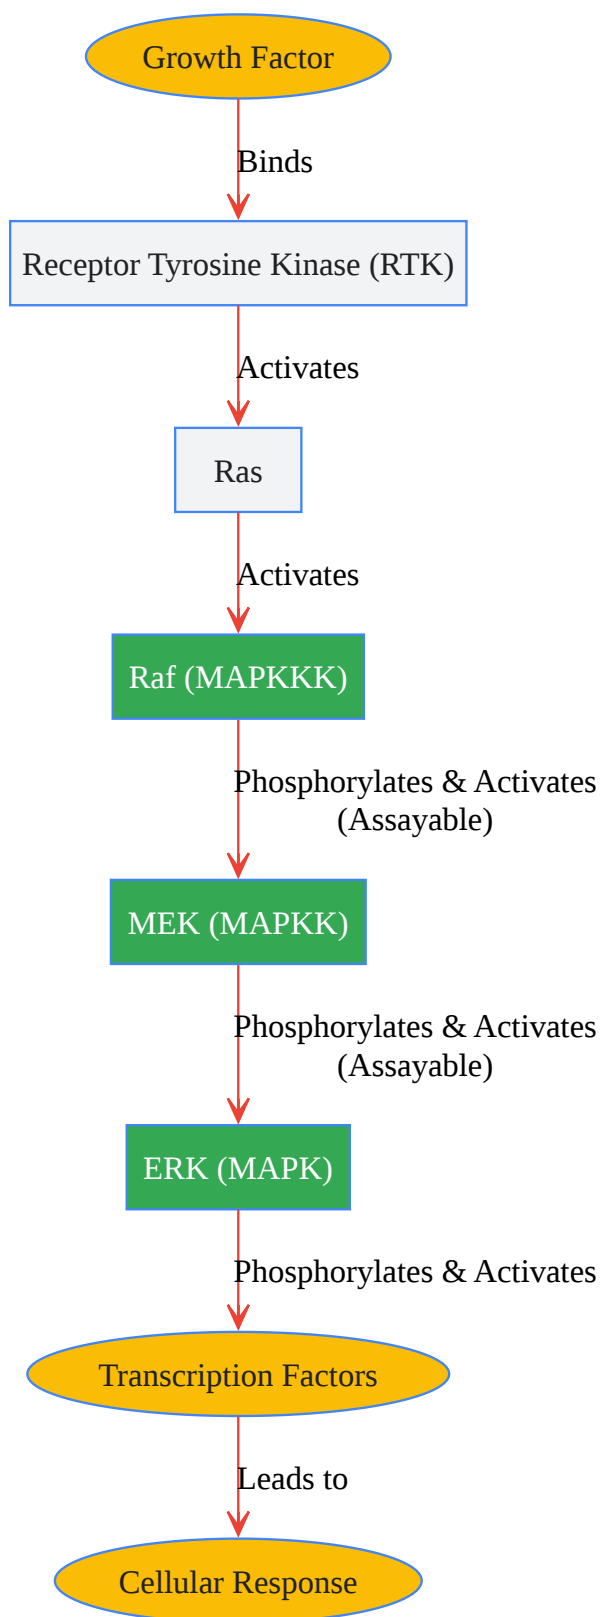 Growth Factor
Binds
Receptor Tyrosine Kinase (RTK)
Activates
Ras
Activates
Raf (MAPKKK)
Phosphorylates & Activates
(Assayable)
MEK (MAPKK)
Phosphorylates & Activates
(Assayable)
ERK (MAPK)
Phosphorylates & Activates
Transcription Factors
Leads to
Cellular Response